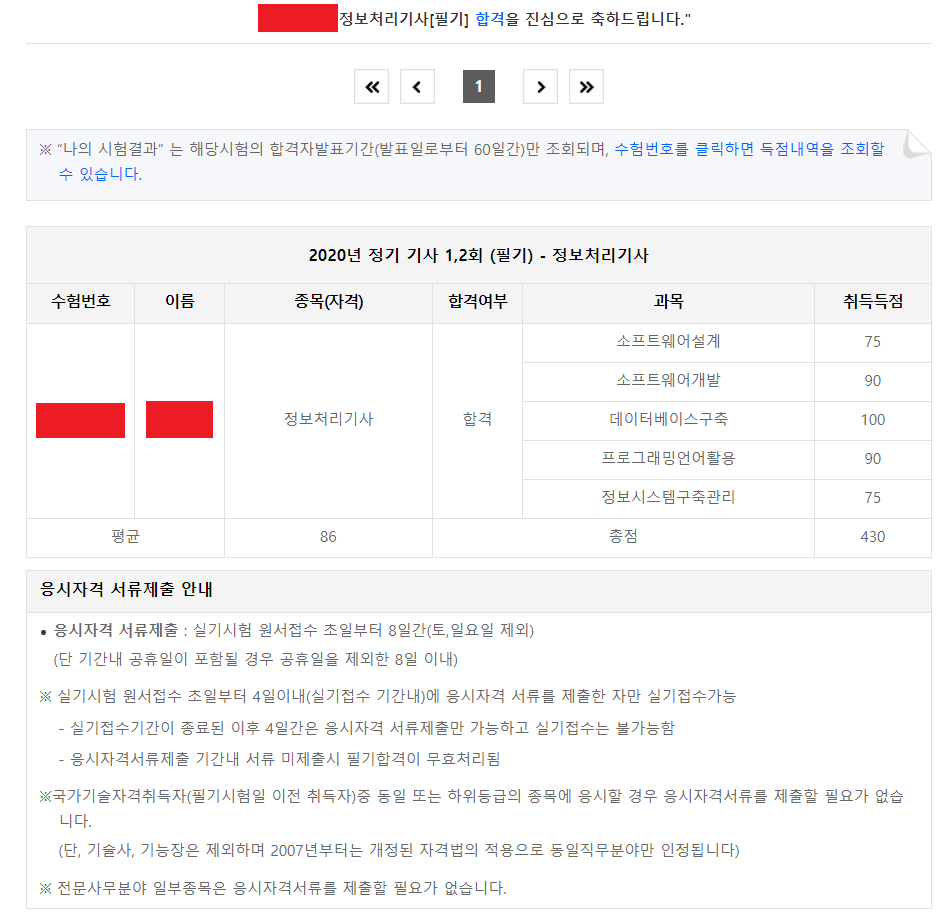 정보처리기사[필기] 합격을 진심으로 축하드립니다."
1
※ “나의 시험결과” 는 해당시험의 합격자발표기간(발표일로부터 60일간)만 조회되며, 수험번호를 클릭하면 득점내역을 조회할
수 있습니다.
2020년 정기 기사 1,2회 (필기) - 정보처리기사
수험번호 이름 종목(자격) 합격여부 과목 취득득점
소프트웨어설계 75
소프트웨어개발 90
정보처리기사 합격 데이터베이스구축 100
프로그래밍언어활용 90
정보시스템구축관리 75
평균 86 총점 430
응시자격 서류제출 안내
• 응시자격 서류제출 : 실기시험 원서접수 초일부터 8일간(토,일요일 제외)
(단 기간내 공휴일이 포함될 경우 공휴일을 제외한 8일 이내)
※ 실기시험 원서접수 초일부터 4일이내(실기접수 기간내)에 응시자격 서류를 제출한 자만 실기접수가능
- 실기접수기간이 종료된 이후 4일간은 응시자격 서류제출만 가능하고 실기접수는 불가능함
- 응시자격서류제출 기간내 서류 미제출시 필기합격이 무효처리됨
※국가기술자격취득자(필기시험일 이전 취득자)중 동일 또는 하위등급의 종목에 응시할 경우 응시자격서류를 제출할 필요가 없습
니다.
(단, 기술사, 기능장은 제외하며 2007년부터는 개정된 자격법의 적용으로 동일직무분야만 인정됩니다)
※ 전문사무분야 일부종목은 응시자격서류를 제출할 필요가 없습니다.